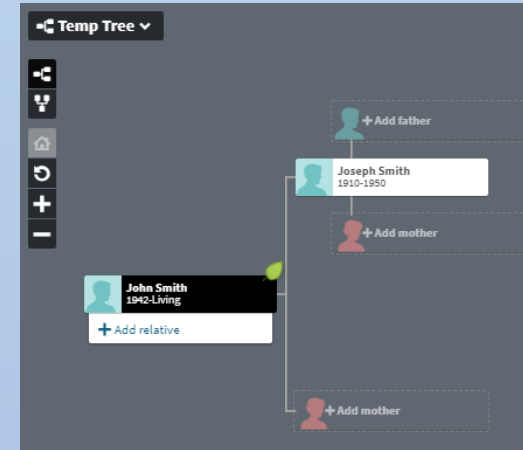 Temp Tree
+ Add father
Joseph Smith
1910-1950
+ Add mother
John Smith
1942-Living
+ Add relative
+ Add mother